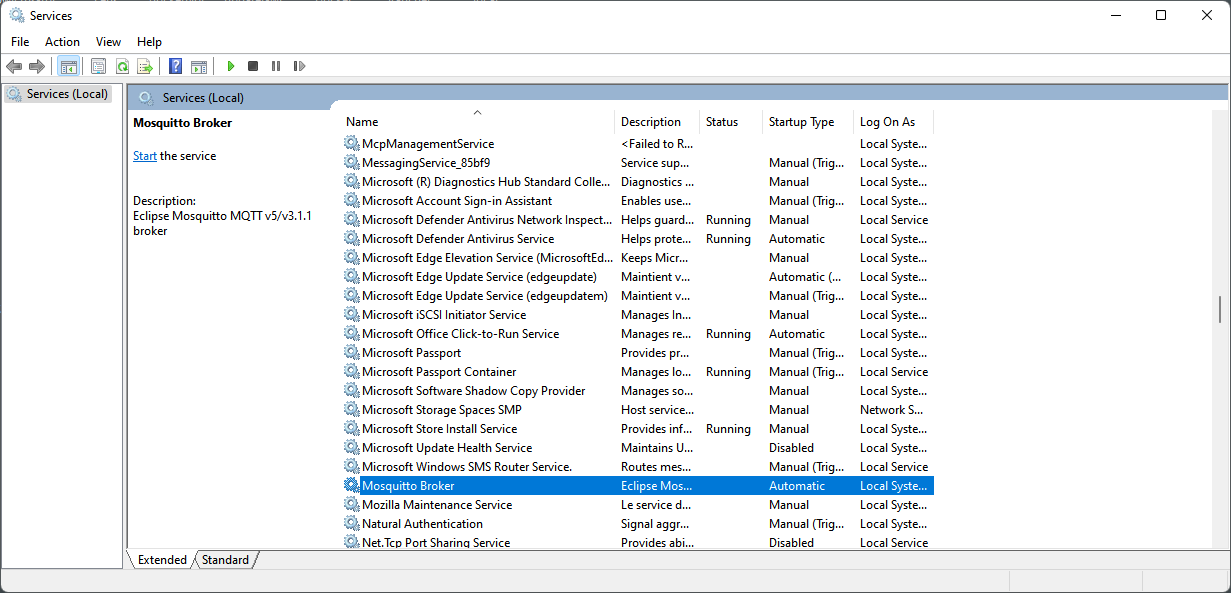 Services
File Action View Help
Services (Local)
Services (Local)
Mosquitto Broker
Start the service
Description:
Eclipse Mosquitto MQTT v5/v3.1.1
broker
Name Description Status Startup Type Log On As
McpManagementService <Failed to R... Local Syste...
MessagingService_85bf9 Service sup... Manual (Trig... Local Syste...
Microsoft (R) Diagnostics Hub Standard Colle... Diagnostics ... Manual Local Syste...
Microsoft Account Sign-in Assistant Enables use... Manual (Trig... Local Syste...
Microsoft Defender Antivirus Network Inspect... Helps guard... Running Manual Local Service
Microsoft Defender Antivirus Service Helps prote... Running Automatic Local Syste...
Microsoft Edge Elevation Service (MicrosoftEd... Keeps Micr... Manual Local Syste...
Microsoft Edge Update Service (edgeupdate) Maintient v... Automatic (... Local Syste...
Microsoft Edge Update Service (edgeupdatem) Maintient v... Manual (Trig... Local Syste...
Microsoft iSCSI Initiator Service Manages In... Manual Local Syste...
Microsoft Office Click-to-Run Service Manages re... Running Automatic Local Syste...
Microsoft Passport Provides pr... Manual (Trig... Local Syste...
Microsoft Passport Container Manages lo... Running Manual (Trig... Local Service
Microsoft Software Shadow Copy Provider Manages so... Manual Local Syste...
Microsoft Storage Spaces SMP Host service... Manual Network S...
Microsoft Store Install Service Provides inf... Running Manual Local Syste...
Microsoft Update Health Service Maintains U... Disabled Local Syste...
Microsoft Windows SMS Router Service. Routes mes... Manual (Trig... Local Service
Mosquitto Broker Eclipse Mos... Automatic Local Syste...
Mozilla Maintenance Service Le service d... Manual Local Syste...
Natural Authentication Signal aggr... Manual (Trig... Local Syste...
Net.Tcp Port Sharing Service Provides abi... Disabled Local Service
Extended Standard